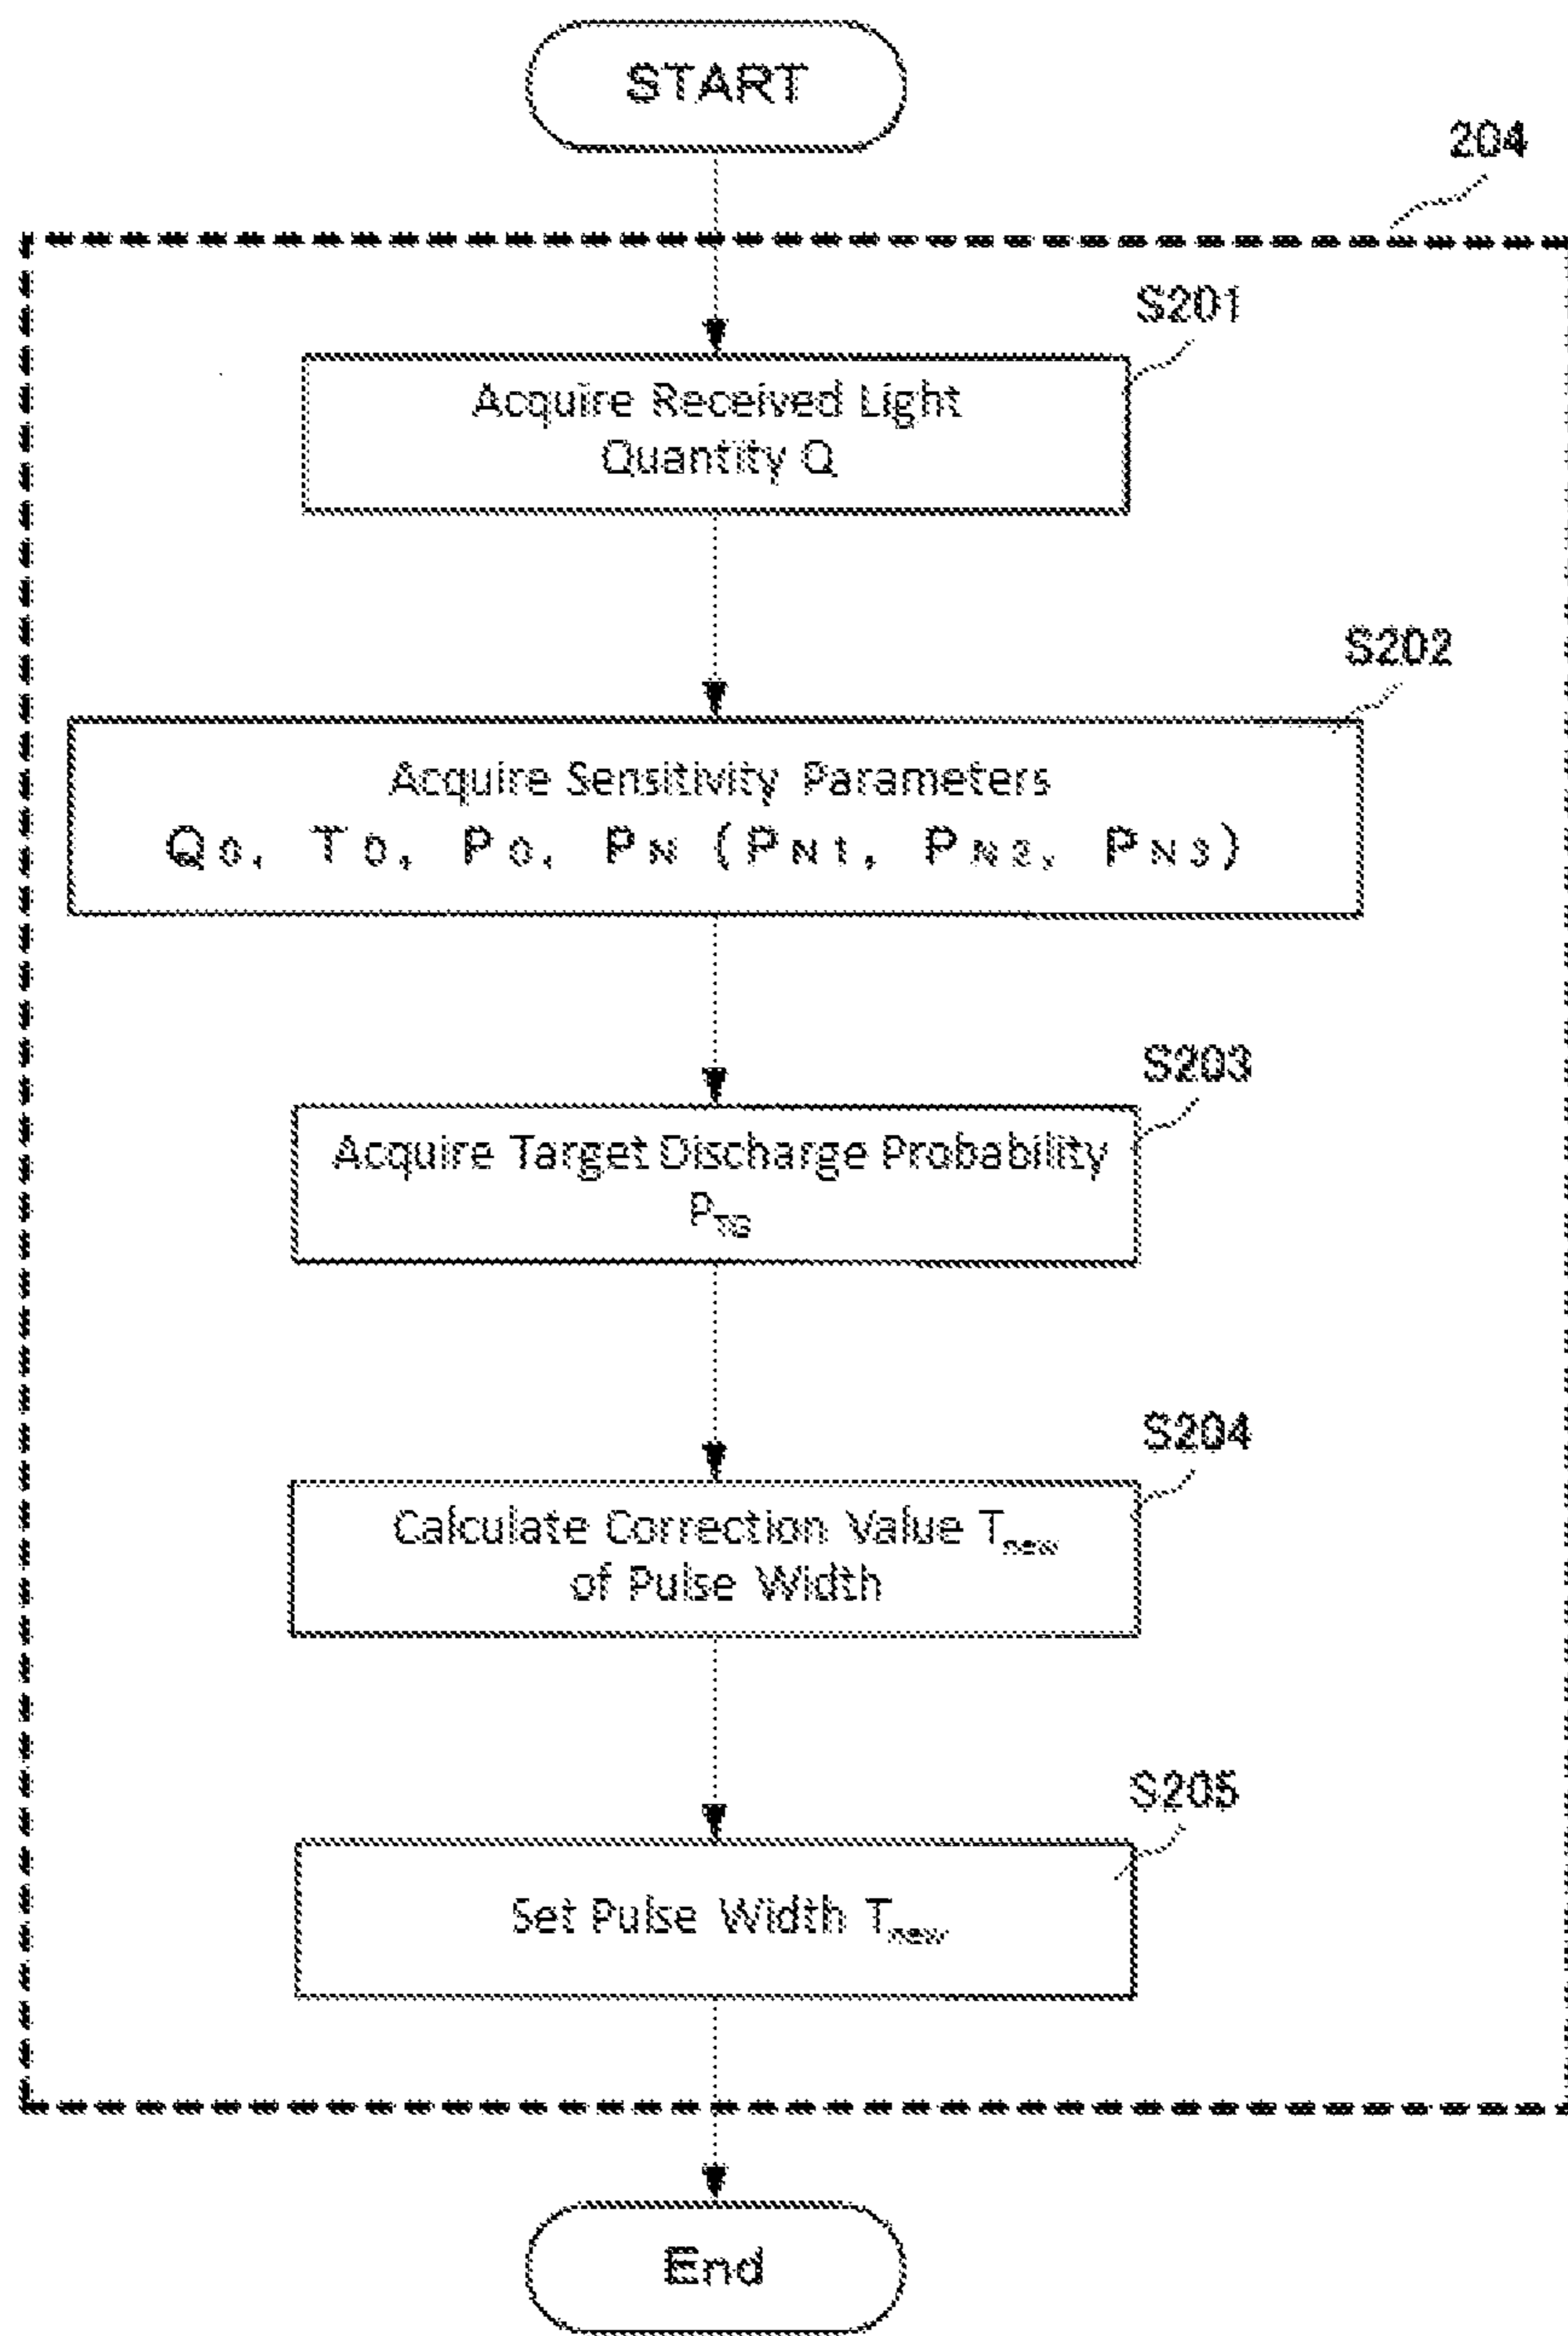 START
204
S201
Acquire Received Light
Quantity Q
S202
Acquire Sensitivity Parameters
Q0, T0, P0, PN (PN1, PN2, PN3)
S203
Acquire Target Discharge Probability
PTG
S204
Calculate Correction Value Tnew
of Pulse Width
S205
Set Pulse Width Tnew
End